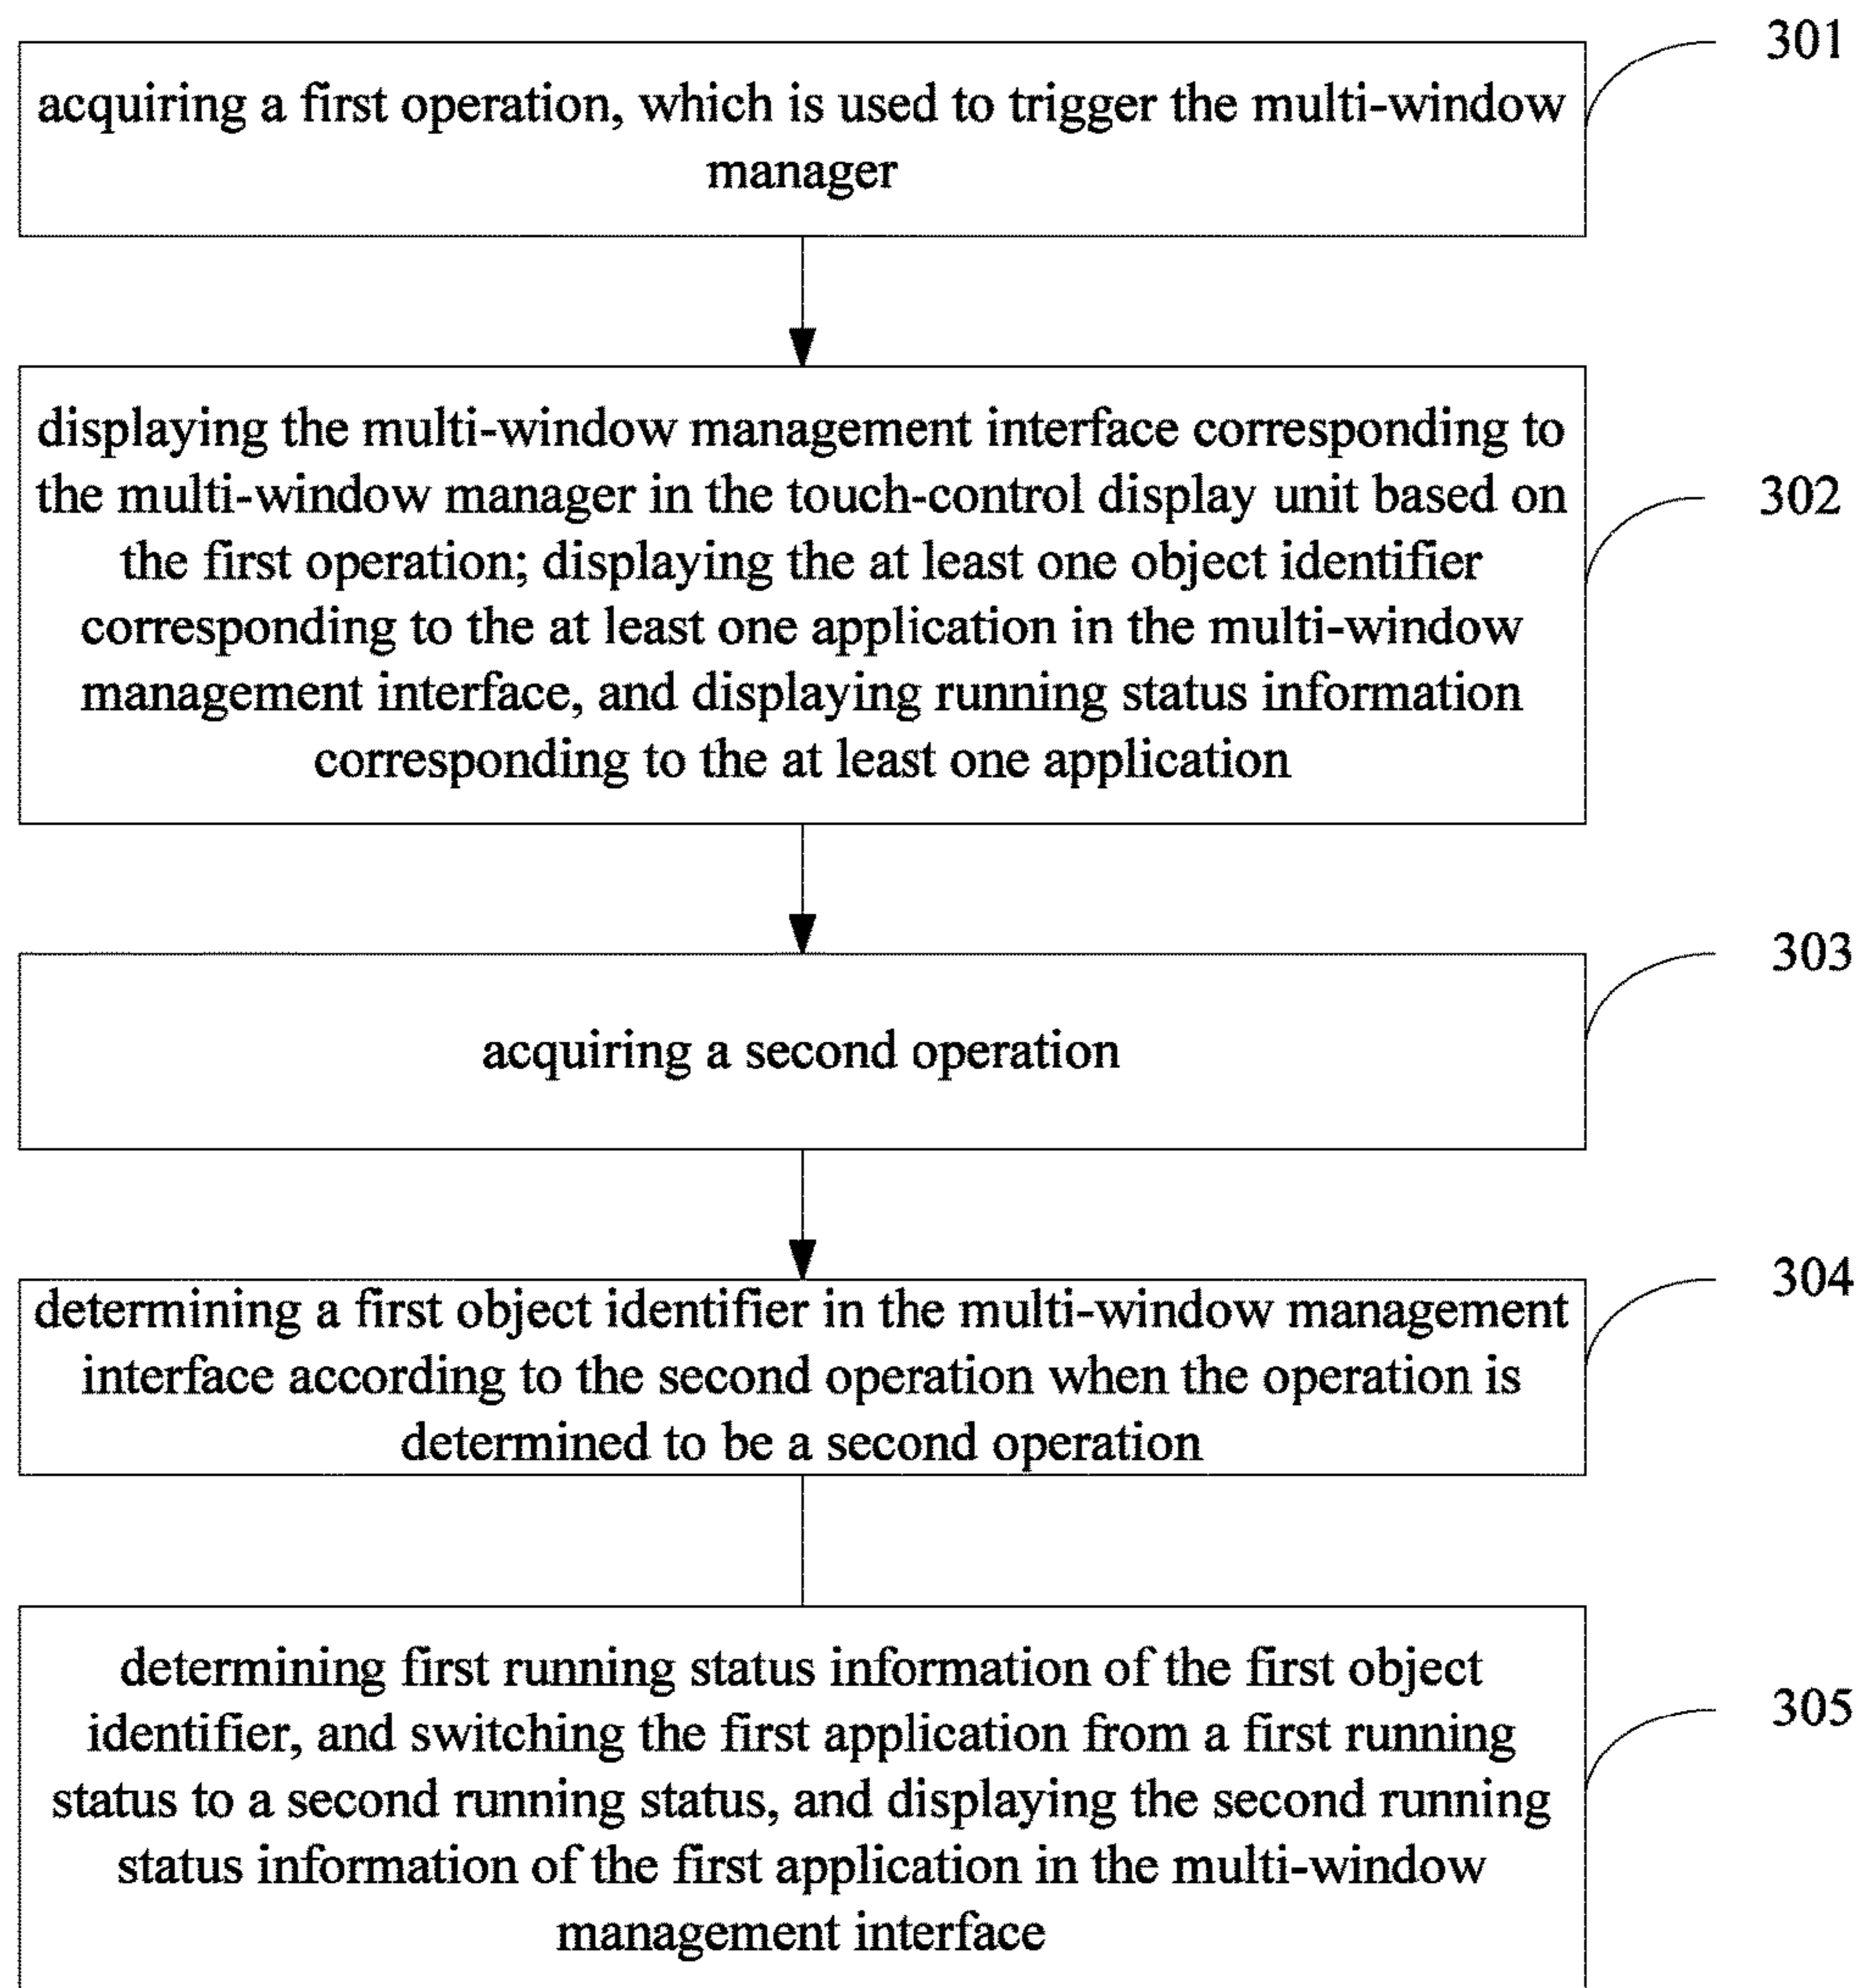 301
acquiring a first operation, which is used to trigger the multi-window
manager
displaying the multi-window management interface corresponding to
the multi-window manager in the touch-control display unit based on
the first operation; displaying the at least one object identifier
corresponding to the at least one application in the multi-window
management interface, and displaying running status information
corresponding to the at least one application
302
303
acquiring a second operation
304
determining a first object identifier in the multi-window management
interface according to the second operation when the operation is
determined to be a second operation
determining first running status information of the first object
identifier, and switching the first application from a first running
status to a second running status, and displaying the second running
status information of the first application in the multi-window
management interface
305